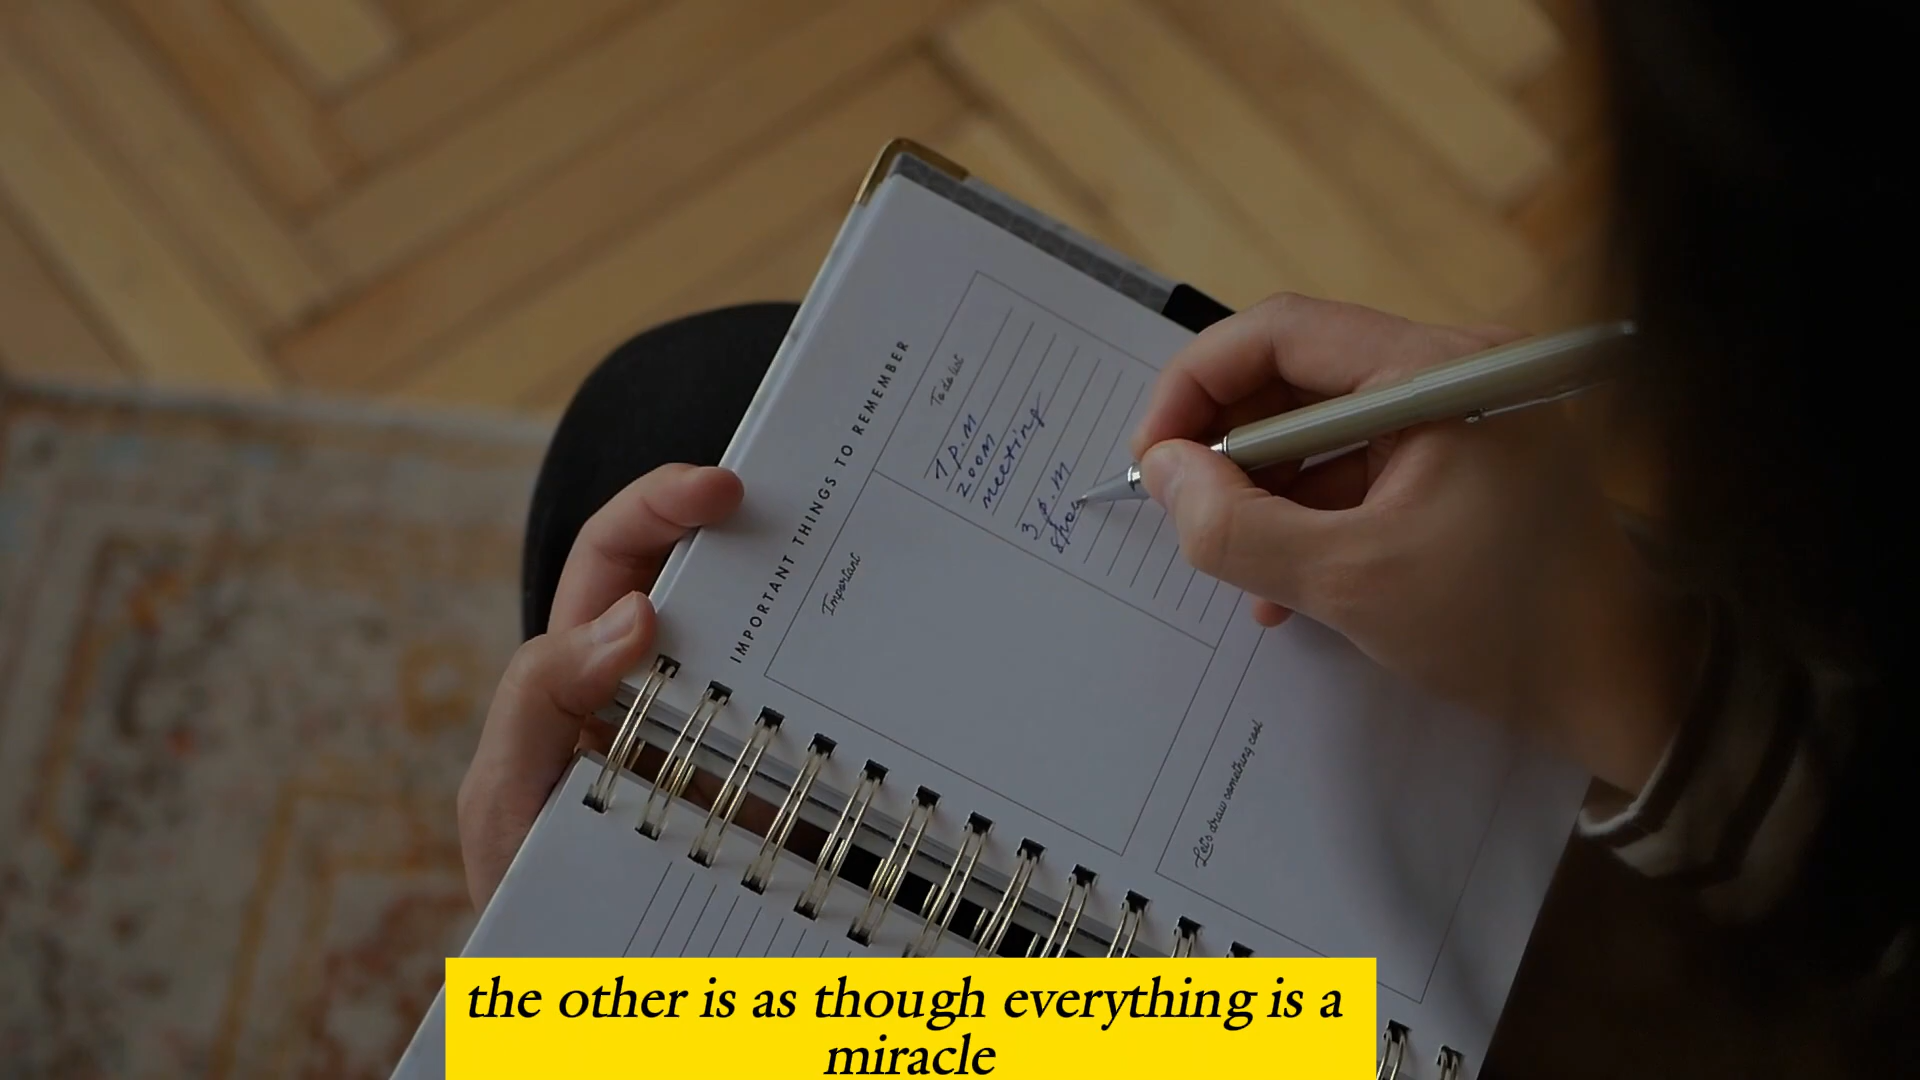 IMPORTANT THINGS TO REMEMBER
To do list
1 P.M
ZOOM
meeting
3 p.m
Important
Let's draw something cool
the other is as though everything is a
miracle